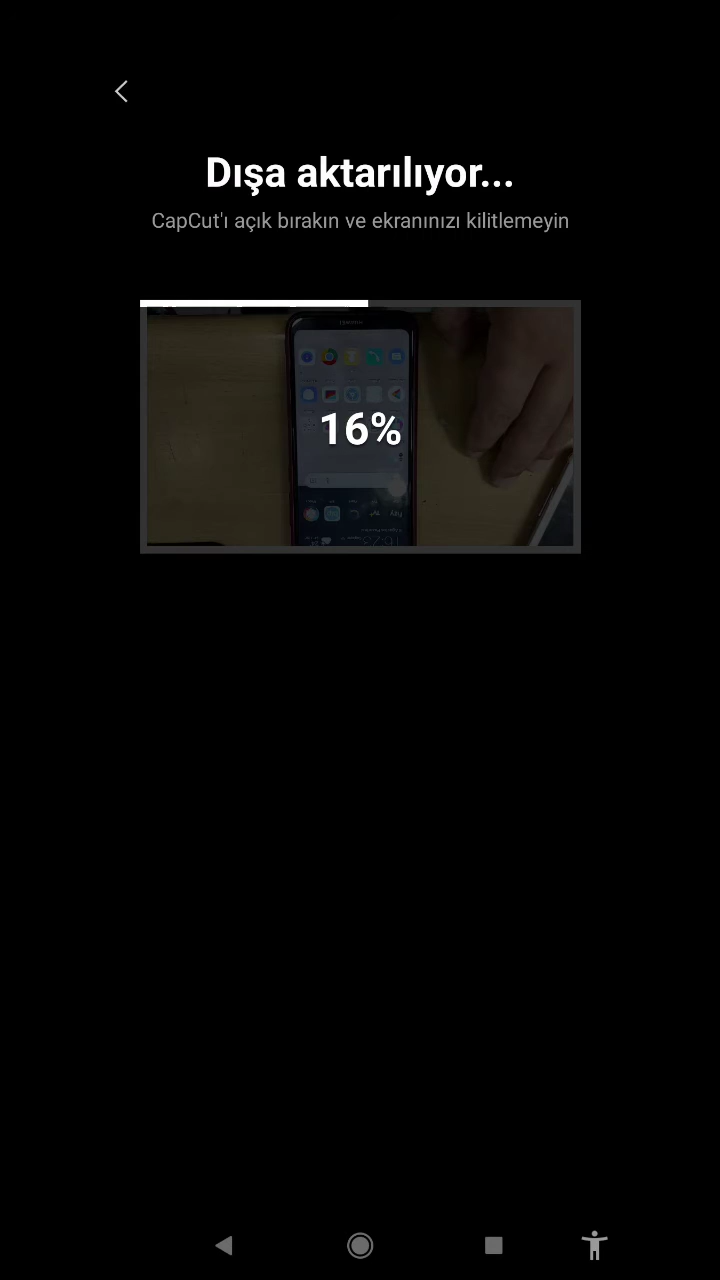 Dışa aktarılıyor...
CapCut'ı açık bırakın ve ekranınızı kilitlemeyin
16%